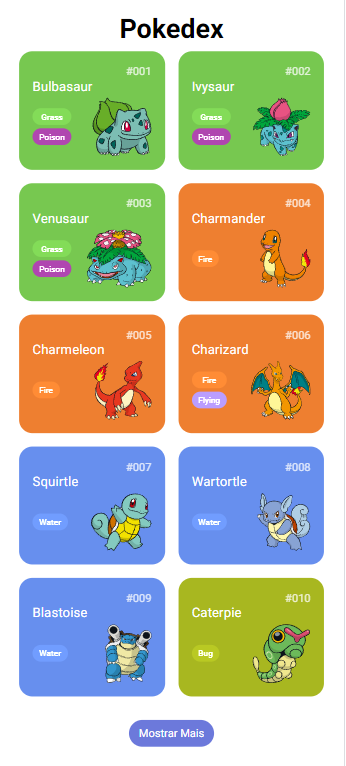 Pokedex
#001
Bulbasaur
Grass
Poison
#002
Ivysaur
Grass
Poison
#003
Venusaur
Grass
Poison
#004
Charmander
Fire
#005
Charmeleon
Fire
#006
Charizard
Fire
Flying
#007
Squirtle
Water
#008
Wartortle
Water
#009
Blastoise
Water
#010
Caterpie
Bug
Mostrar Mais